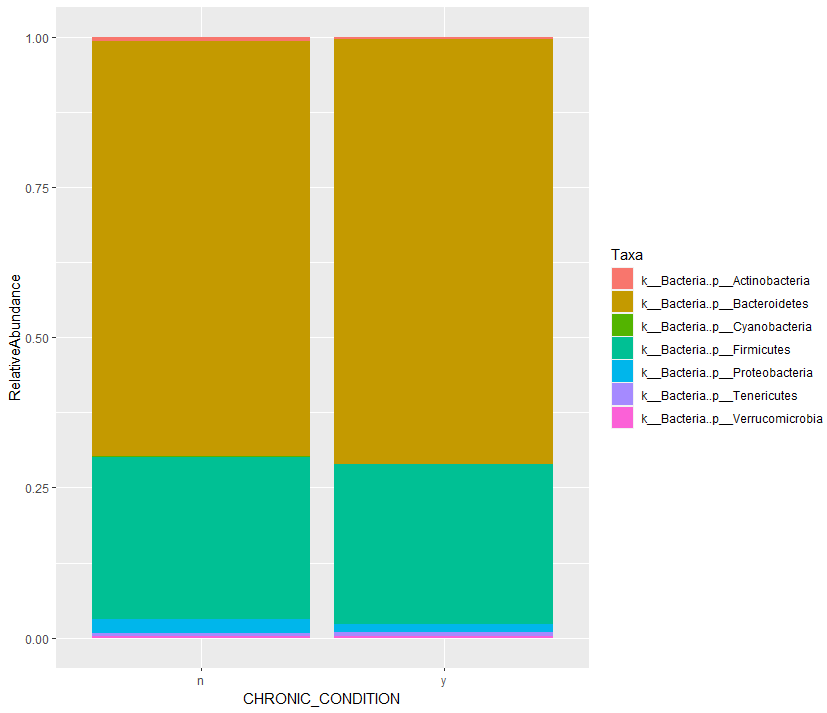 1.00
0.75
0.50
0.25
0.00
RelativeAbundance
n
y
CHRONIC_CONDITION
Taxa
k__Bacteria..p__Actinobacteria
k__Bacteria..p__Bacteroidetes
k__Bacteria..p__Cyanobacteria
k__Bacteria..p__Firmicutes
k__Bacteria..p__Proteobacteria
k__Bacteria..p__Tenericutes
k__Bacteria..p__Verrucomicrobia